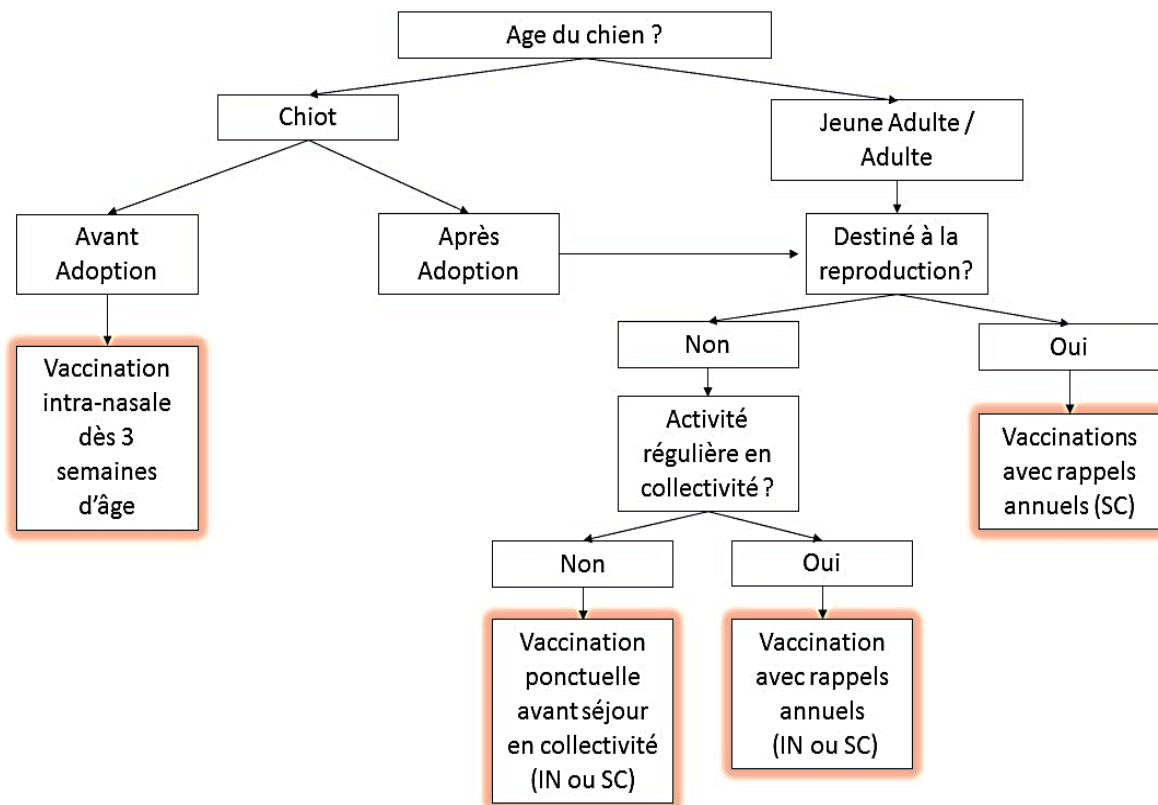 Age du chien ?
Chiot
Jeune Adulte /
Adulte
Avant
Adoption
Après
Adoption
Destiné à la
reproduction?
Vaccination
intra-nasale
dès 3
semaines
d'âge
Non
Oui
Activité
régulière en
collectivité ?
Vaccinations
avec rappels
annuels (SC)
Non
Oui
Vaccination
ponctuelle
avant séjour
en collectivité
(IN ou SC)
Vaccination
avec rappels
annuels
(IN ou SC)